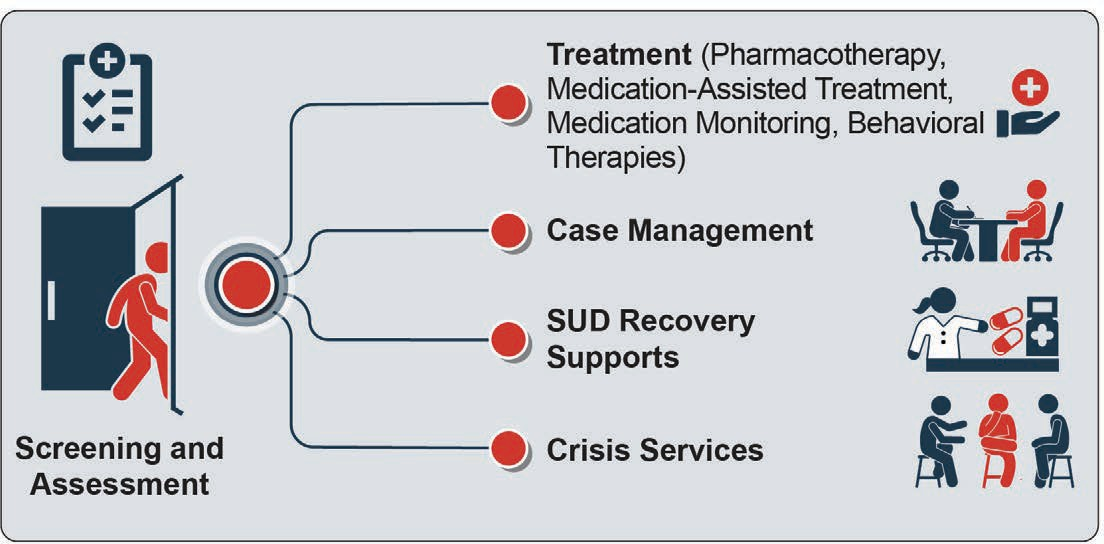 Treatment (Pharmacotherapy,
Medication-Assisted Treatment,
Medication Monitoring, Behavioral
Therapies)
Case Management
SUD Recovery
Supports
Crisis Services
Screening and
Assessment